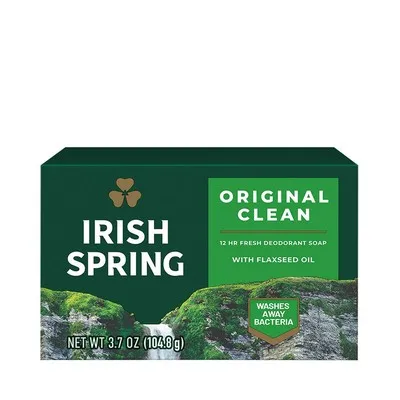 IRISH
SPRING
ORIGINAL
CLEAN
12 HR FRESH DEODORANT SOAP
WITH FLAXSEED OIL
WASHES
AWAY
BACTERIA
NET WT 3.7 OZ (104.8 g)